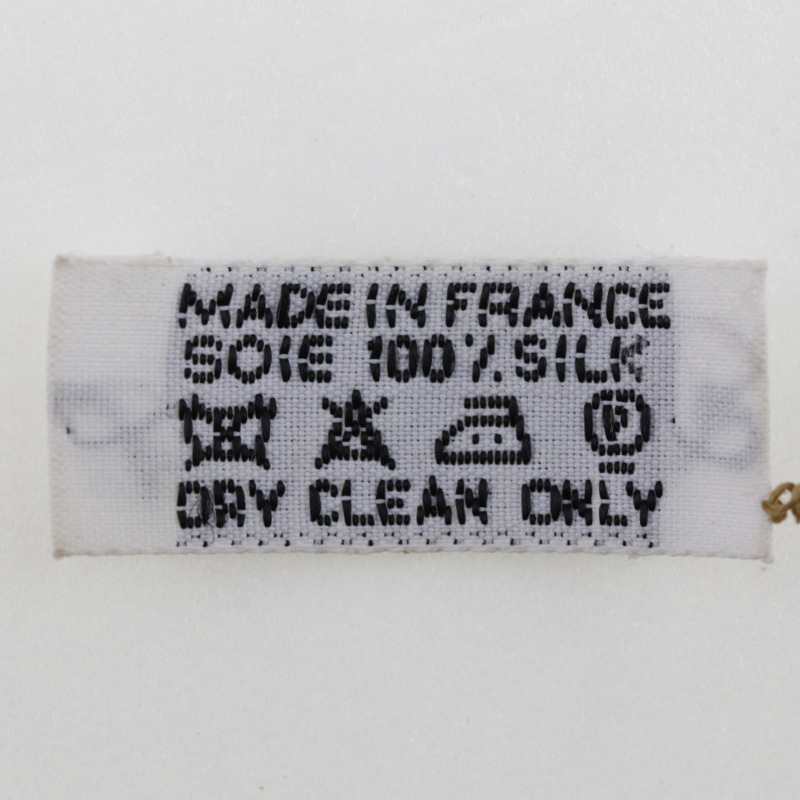 MADE IN FRANCE
SOIE 100% SILK
P
DRY CLEAN ONLY